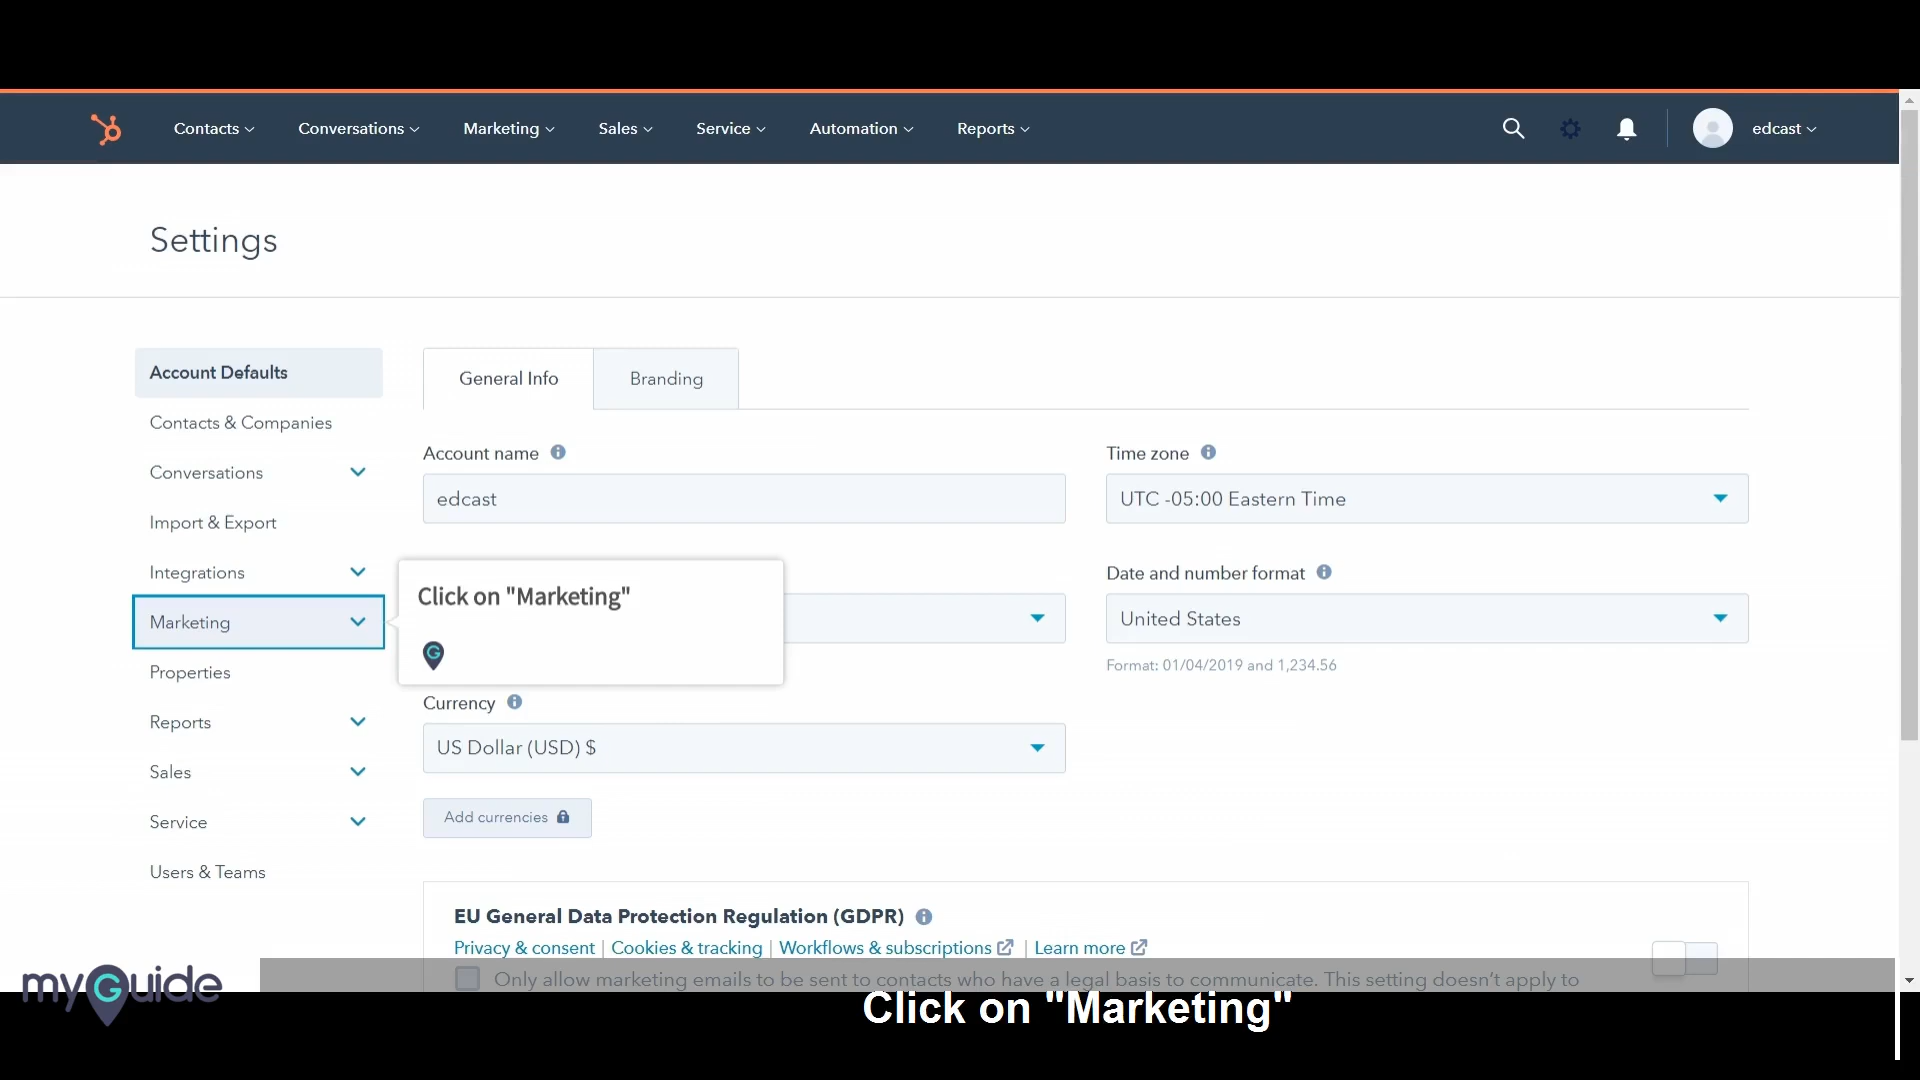 Contacts Conversations Marketing Sales Service Automation Reports edcast
Settings
Account Defaults
Contacts & Companies
Conversations
Import & Export
Integrations
Marketing
Properties
Reports
Sales
Service
Users & Teams
General Info Branding
Account name
edcast
Time zone
UTC -05:00 Eastern Time
Click on "Marketing"
Date and number format
United States
Format: 01/04/2019 and 1,234.56
Currency
US Dollar (USD) $
Add currencies
EU General Data Protection Regulation (GDPR)
Privacy & consent | Cookies & tracking | Workflows & subscriptions | Learn more
Only allow marketing emails to be sent to contacts who have a legal basis to communicate. This setting doesn't apply to
myGuide
Click on "Marketing"